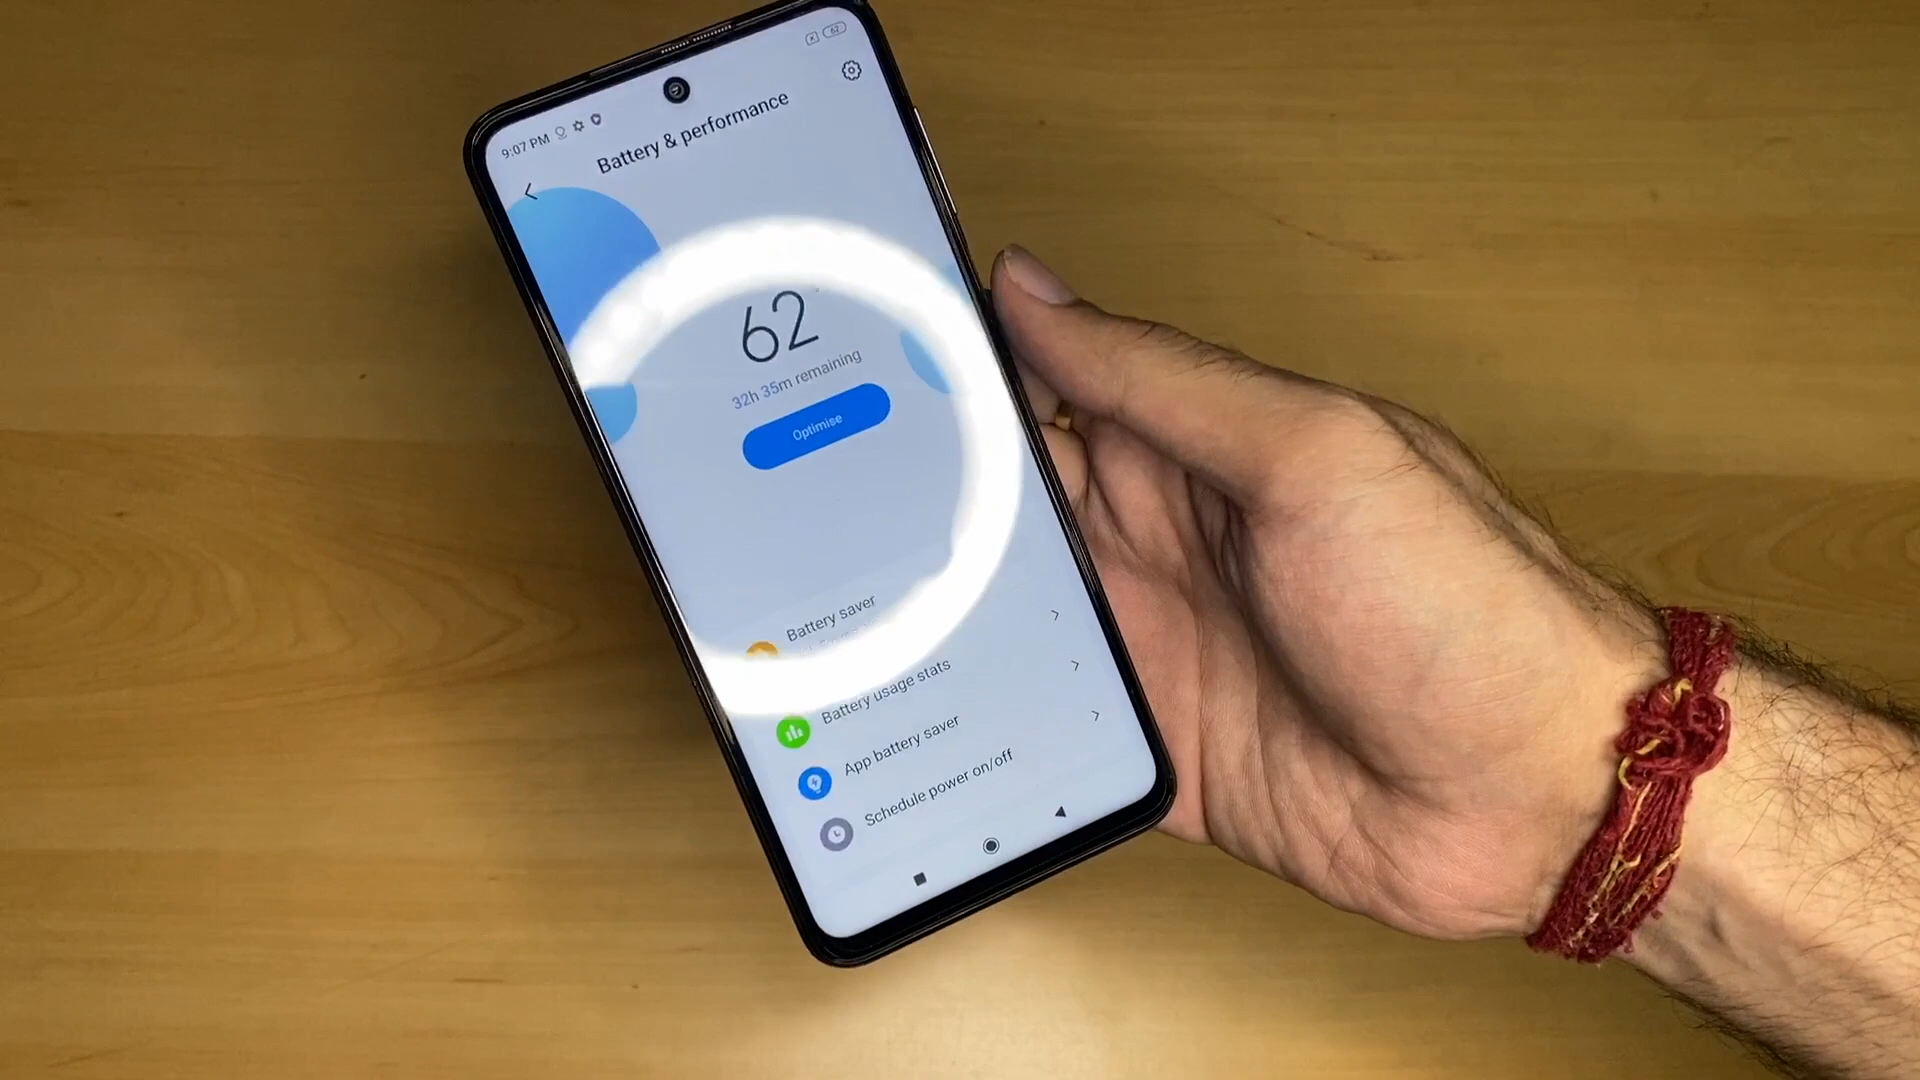 9:07 PM
62
Battery & performance
62
32h 35m remaining
Optimise
Battery saver
Battery usage stats
App battery saver
Schedule power on/off